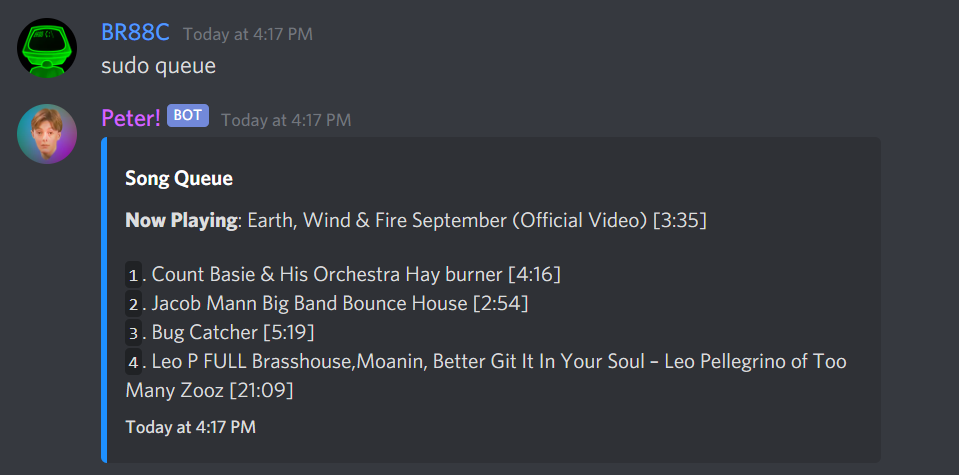 BR88C Today at 4:17 PM
sudo queue
Peter! BOT Today at 4:17 PM
Song Queue
Now Playing: Earth, Wind & Fire September (Official Video) [3:35]
1. Count Basie & His Orchestra Hay burner [4:16]
2. Jacob Mann Big Band Bounce House [2:54]
3. Bug Catcher [5:19]
4. Leo P FULL Brasshouse,Moanin, Better Git It In Your Soul – Leo Pellegrino of Too
Many Zooz [21:09]
Today at 4:17 PM